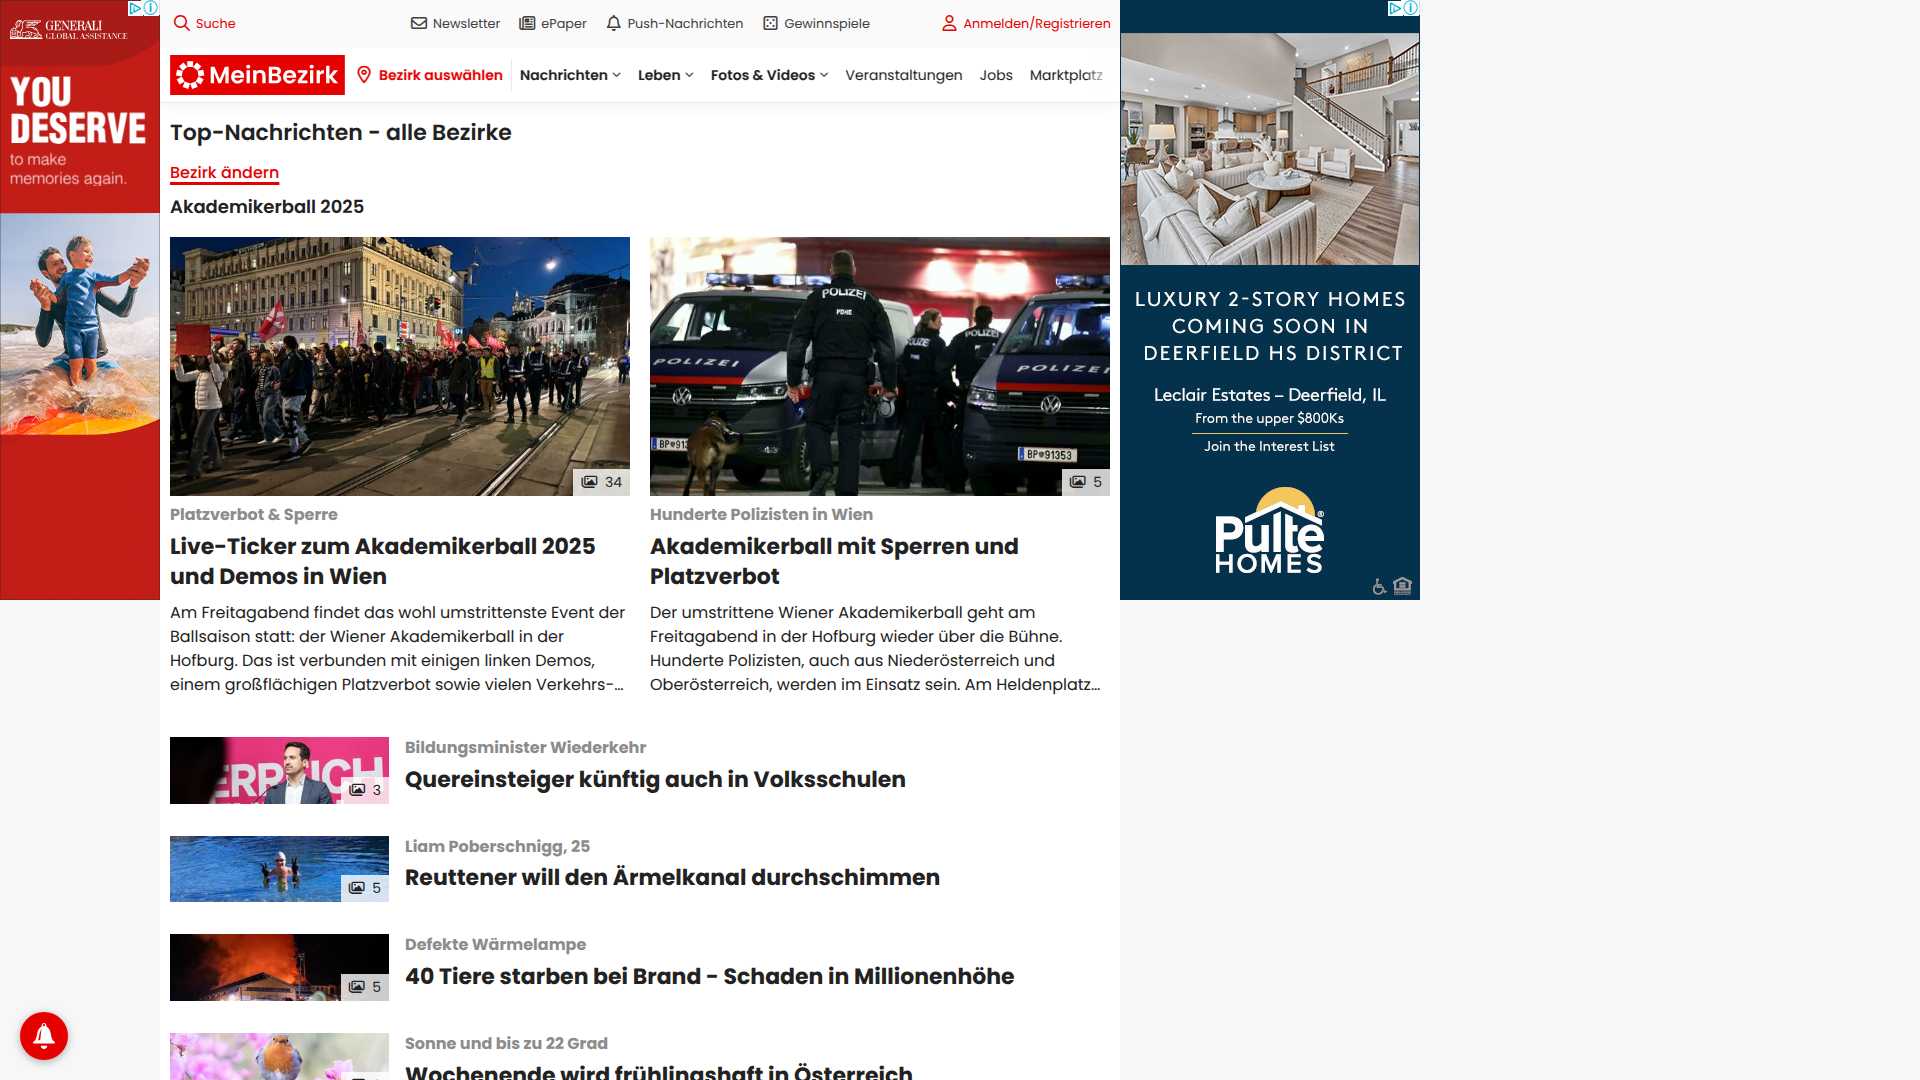 GENERALI
GLOBAL ASSISTANCE
YOU
DESERVE
to make
memories again.
Suche
Newsletter
ePaper
Push-Nachrichten
Gewinnspiele
Anmelden/Registrieren
MeinBezirk
Bezirk auswählen
Nachrichten
Leben
Fotos & Videos
Veranstaltungen
Jobs
Marktplatz
Top-Nachrichten - alle Bezirke
Bezirk ändern
Akademikerball 2025
34
POLIZEI
POLIZEI
POLIZEI
POLIZEI
BP 91353
5
Platzverbot & Sperre
Live-Ticker zum Akademikerball 2025
und Demos in Wien
Am Freitagabend findet das wohl umstrittenste Event der
Ballsaison statt: der Wiener Akademikerball in der
Hofburg. Das ist verbunden mit einigen linken Demos,
einem großflächigen Platzverbot sowie vielen Verkehrs-...
Hunderte Polizisten in Wien
Akademikerball mit Sperren und
Platzverbot
Der umstrittene Wiener Akademikerball geht am
Freitagabend in der Hofburg wieder über die Bühne.
Hunderte Polizisten, auch aus Niederösterreich und
Oberösterreich, werden im Einsatz sein. Am Heldenplatz...
3
Bildungsminister Wiederkehr
Quereinsteiger künftig auch in Volksschulen
5
Liam Poberschnigg, 25
Reuttener will den Ärmelkanal durchschimmen
5
Defekte Wärmelampe
40 Tiere starben bei Brand - Schaden in Millionenhöhe
Sonne und bis zu 22 Grad
Wochenende wird frühlingshaft in Österreich
LUXURY 2-STORY HOMES
COMING SOON IN
DEERFIELD HS DISTRICT
Leclair Estates – Deerfield, IL
From the upper $800Ks
Join the Interest List
Pulte®
HOMES